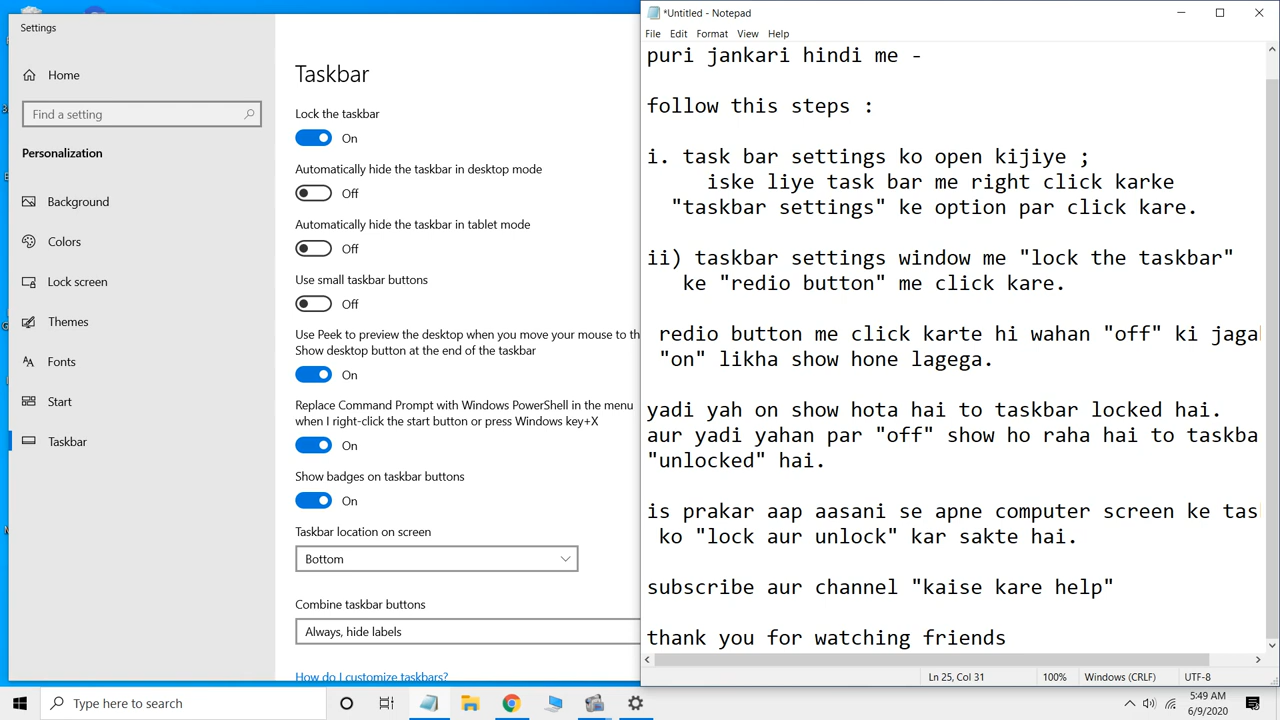 Settings
Home
Find a setting
Personalization
Background
Colors
Lock screen
Themes
Fonts
Start
Taskbar
Taskbar
Lock the taskbar
On
Automatically hide the taskbar in desktop mode
Off
Automatically hide the taskbar in tablet mode
Off
Use small taskbar buttons
Off
Use Peek to preview the desktop when you move your mouse to th
Show desktop button at the end of the taskbar
On
Replace Command Prompt with Windows PowerShell in the menu
when I right-click the start button or press Windows key+X
On
Show badges on taskbar buttons
On
Taskbar location on screen
Bottom
Combine taskbar buttons
Always, hide labels
How do I customize taskbars?
*Untitled - Notepad
File Edit Format View Help
puri jankari hindi me -
follow this steps :
i. task bar settings ko open kijiye ;
iske liye task bar me right click karke
"taskbar settings" ke option par click kare.
ii) taskbar settings window me "lock the taskbar"
ke "redio button" me click kare.
redio button me click karte hi wahan "off" ki jagah
"on" likha show hone lagega.
yadi yah on show hota hai to taskbar locked hai.
aur yadi yahan par "off" show ho raha hai to taskba
"unlocked" hai.
is prakar aap aasani se apne computer screen ke tas
ko "lock aur unlock" kar sakte hai.
subscribe aur channel "kaise kare help"
thank you for watching friends
Ln 25, Col 31 100% Windows (CRLF) UTF-8
Type here to search
5:49 AM
6/9/2020